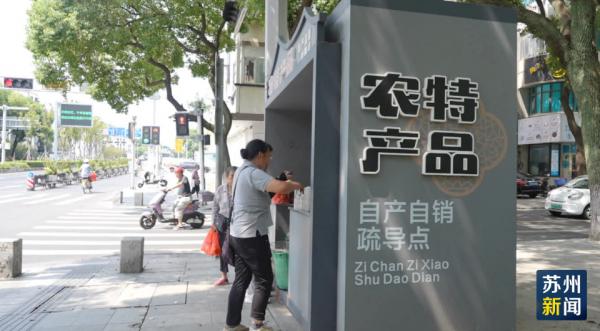 农特
产品
自产自销
疏导点
Zi Chan Zi Xiao
Shu Dao Dian
苏州
新闻